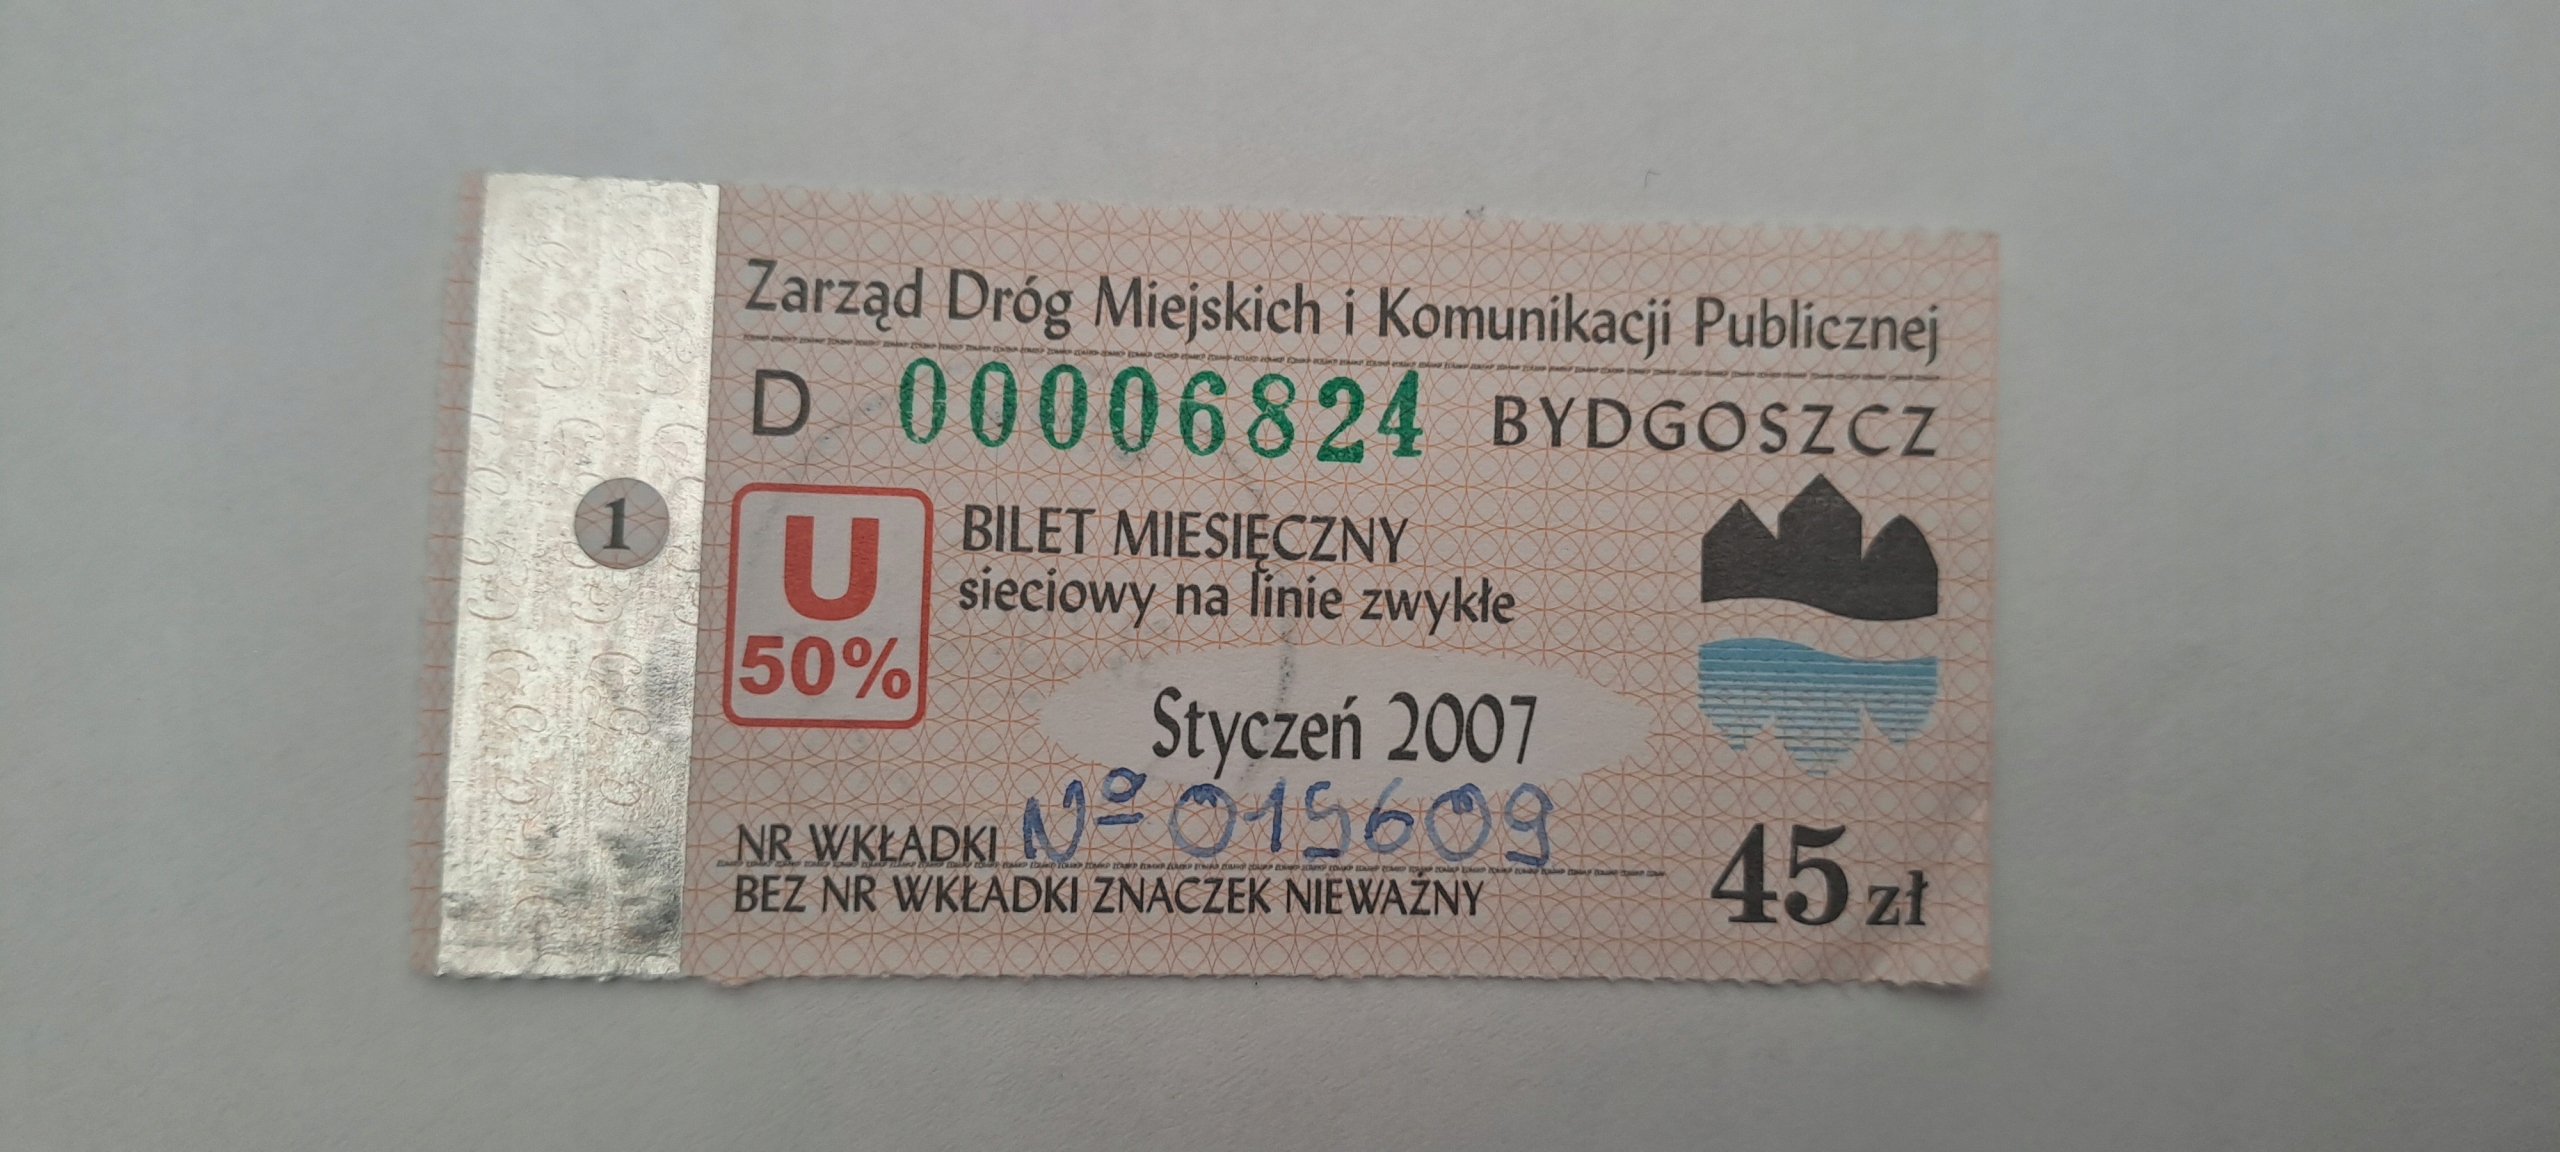 Zarząd Dróg Miejskich i Komunikacji Publicznej
D 00006824 BYDGOSZCZ
1
U
50%
BILET MIESIĘCZNY
sieciowy na linie zwykłe
Styczeń 2007
NR WKŁADKI Nº 015609
BEZ NR WKŁADKI ZNACZEK NIEWAŻNY
45 zł